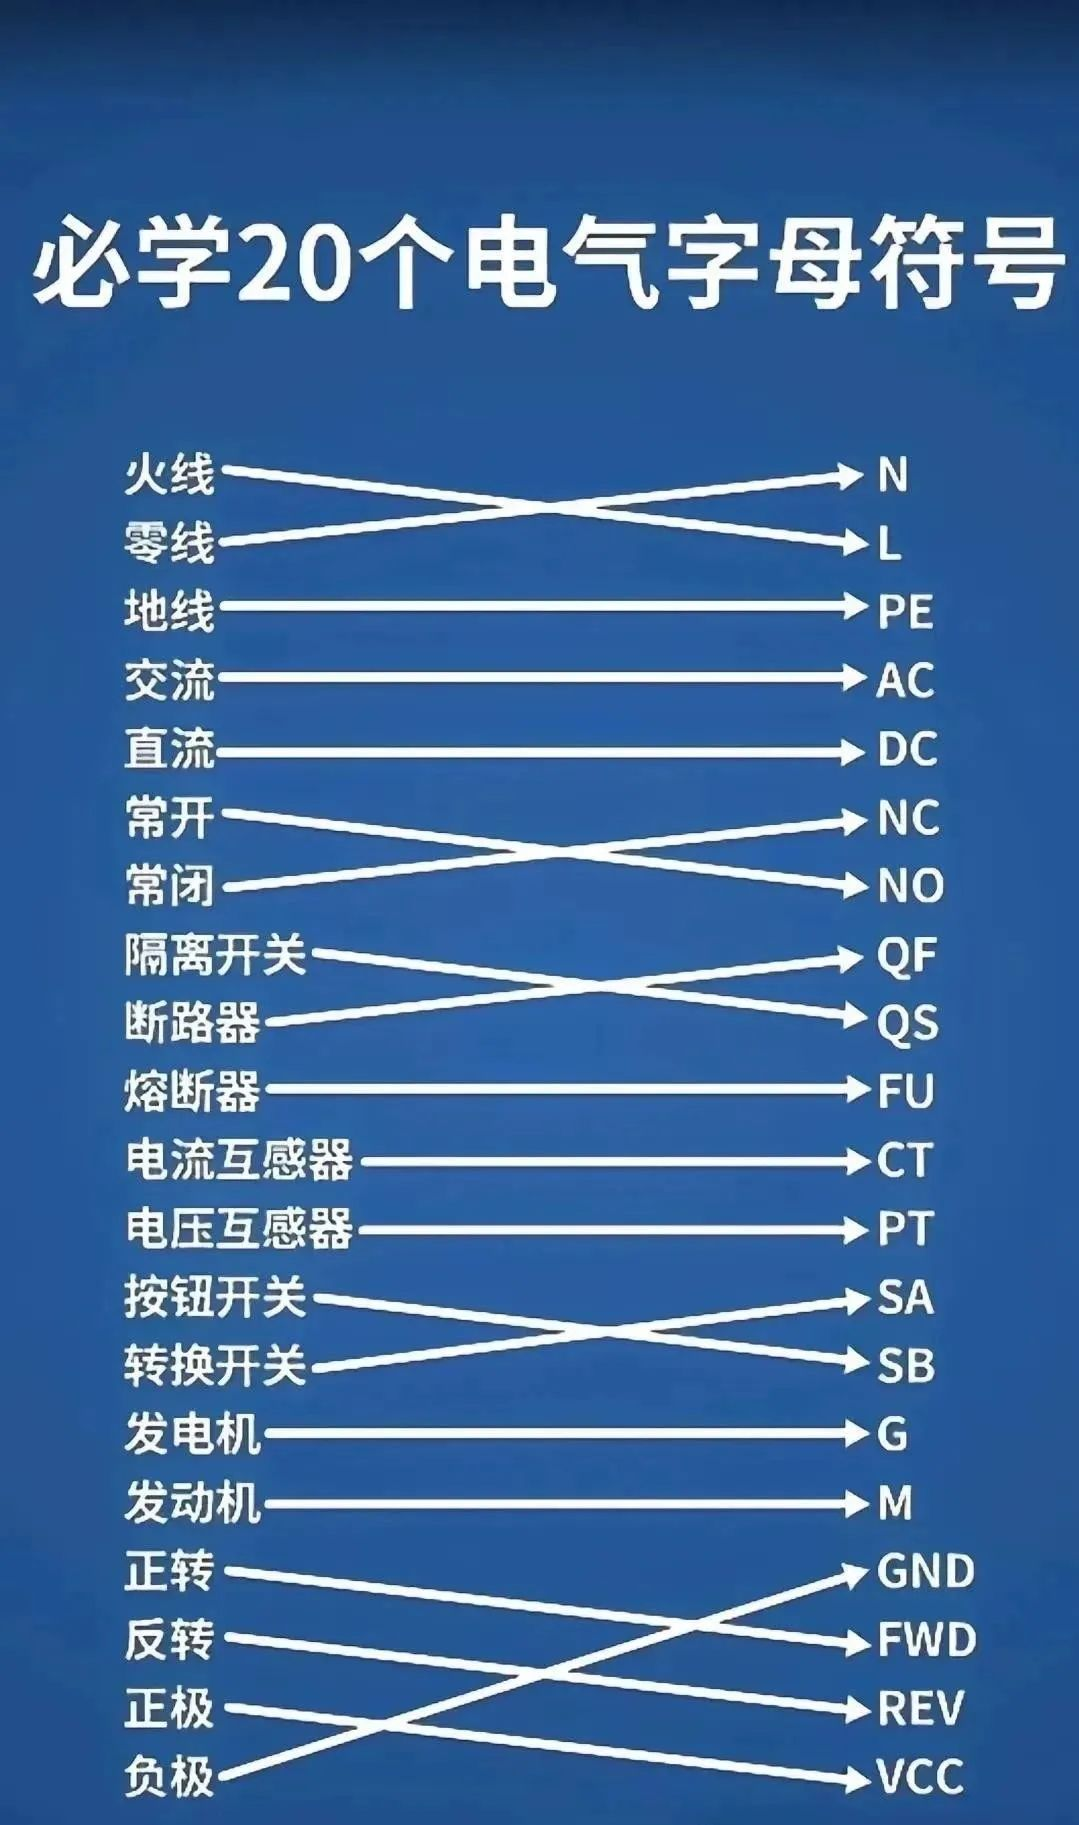 必学20个电气字母符号
火线 N
零线 L
地线 PE
交流 AC
直流 DC
常开 NC
常闭 NO
隔离开关 QF
断路器 QS
熔断器 FU
电流互感器 CT
电压互感器 PT
按钮开关 SA
转换开关 SB
发电机 G
发动机 M
正转 GND
反转 FWD
正极 REV
负极 VCC